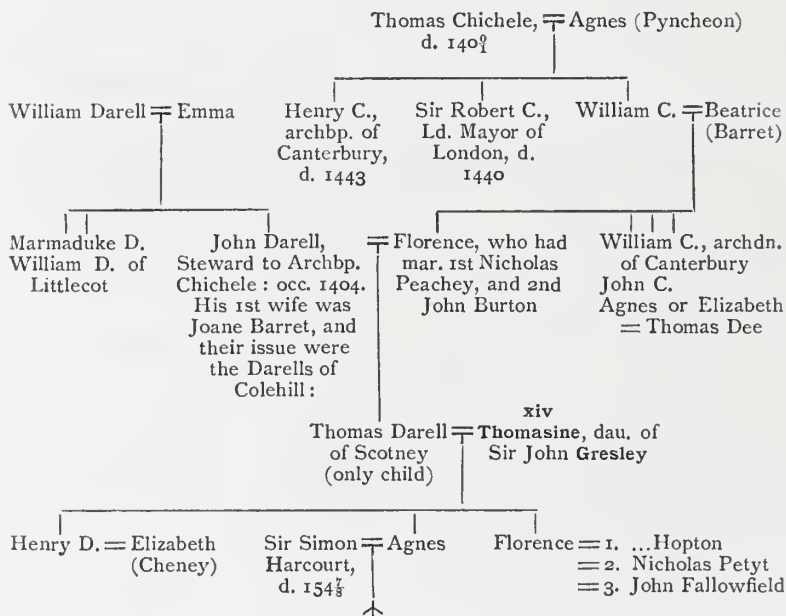 Thomas Chichele, = Agnes (Pyncheon)
d. 140 0/1
William Darell = Emma
Henry C.,
archbp. of
Canterbury,
d. 1443
Sir Robert C.,
Ld. Mayor of
London, d.
1440
William C. = Beatrice
(Barret)
Marmaduke D.
William D. of
Littlecot
John Darell,
Steward to Archbp.
Chichele : occ. 1404.
His 1st wife was
Joane Barret, and
their issue were
the Darells of
Colehill :
= Florence, who had
mar. 1st Nicholas
Peachey, and 2nd
John Burton
William C., archdn.
of Canterbury
John C.
Agnes or Elizabeth
= Thomas Dee
Thomas Darell
of Scotney
(only child)
xiv
= Thomasine, dau. of
Sir John Gresley
Henry D. = Elizabeth
(Cheney)
Sir Simon = Agnes
Harcourt,
d. 154 7/8
Florence = 1. ...Hopton
= 2. Nicholas Petyt
= 3. John Fallowfield